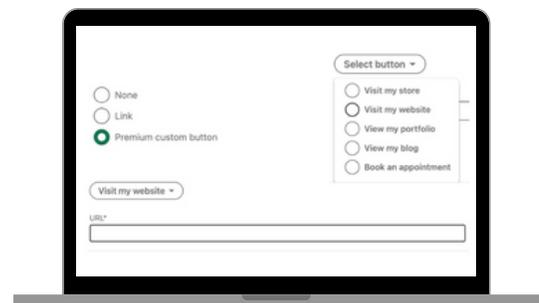 Select button
Visit my store
Visit my website
View my portfolio
View my blog
Book an appointment
None
Link
Premium custom button
Visit my website
URL*